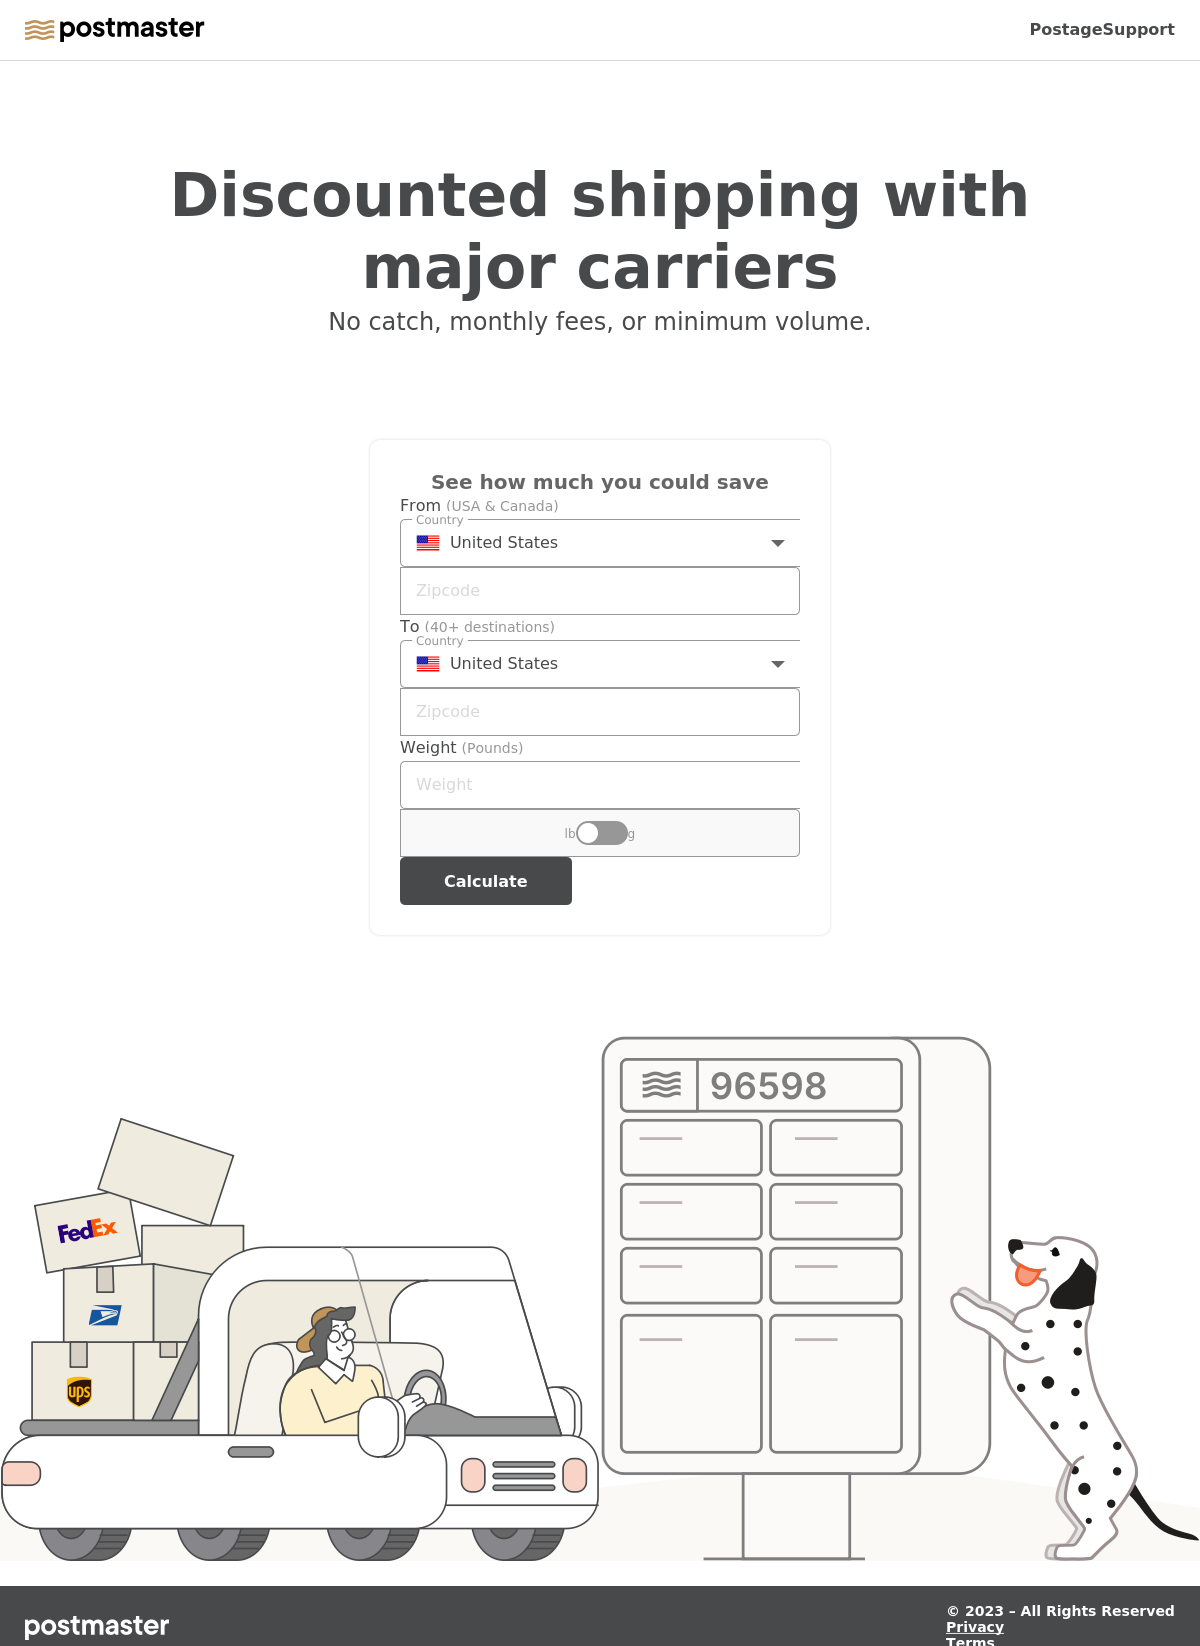 postmaster
PostageSupport
Discounted shipping with
major carriers
No catch, monthly fees, or minimum volume.
See how much you could save
From (USA & Canada)
Country
United States
Zipcode
To (40+ destinations)
Country
United States
Zipcode
Weight (Pounds)
Weight
lb g
Calculate
96598
FedEx
ups
postmaster
© 2023 – All Rights Reserved
Privacy
Terms